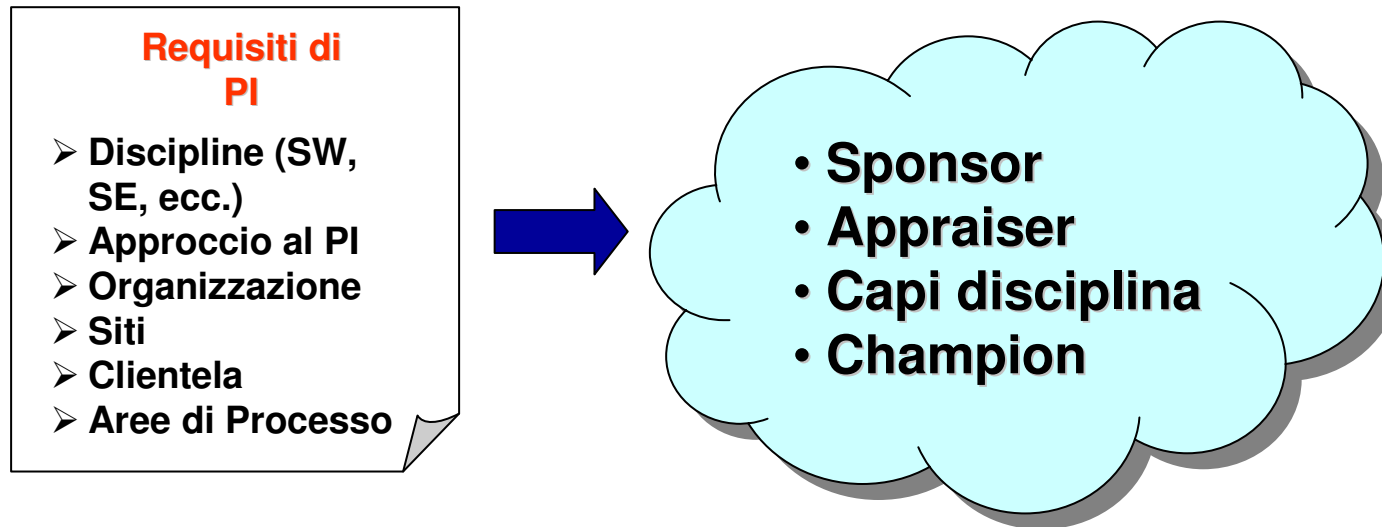 Requisiti di
PI
➢ Discipline (SW,
SE, ecc.)
➢ Approccio al PI
➢ Organizzazione
➢ Siti
➢ Clientela
➢ Aree di Processo
• Sponsor
• Appraiser
• Capi disciplina
• Champion